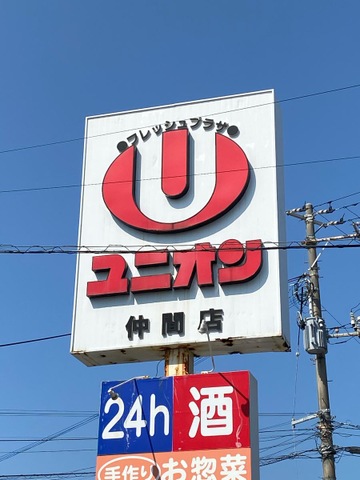 ●フレッシュプラザ●
U
ユニオン
仲間店
24h
酒
手作り お惣菜